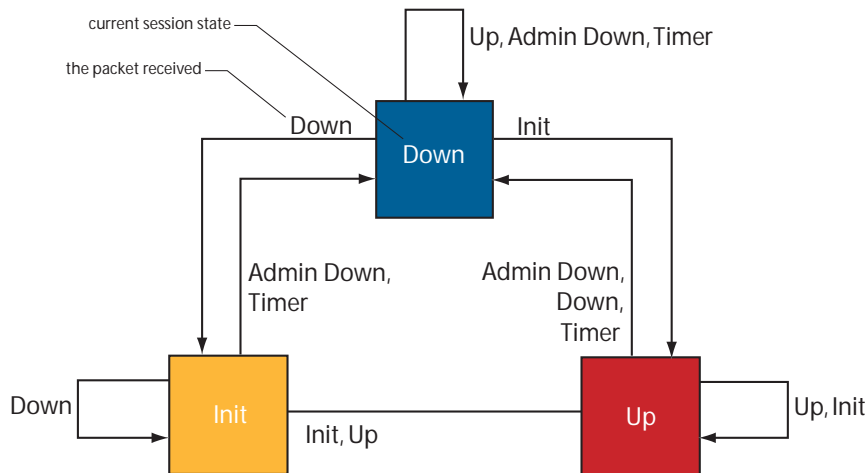 current session state
Up, Admin Down, Timer
the packet received
Down
Init
Down
Admin Down,
Timer
Admin Down,
Down,
Timer
Down
Init
Init, Up
Up
Up, Init